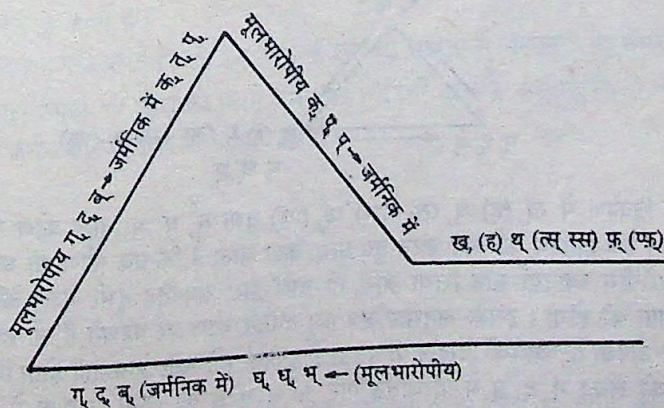 मूलभारोपीय ग् द् ब् → जर्मनिक में क् त् प्
मूलभारोपीय क् त् प् → जर्मनिक में
ख़ (ह) थ् (त्स् स्स) फ़् (प्फ़)
ग् द् ब् (जर्मनिक में) घ् ध् भ् ← (मूलभारोपीय)